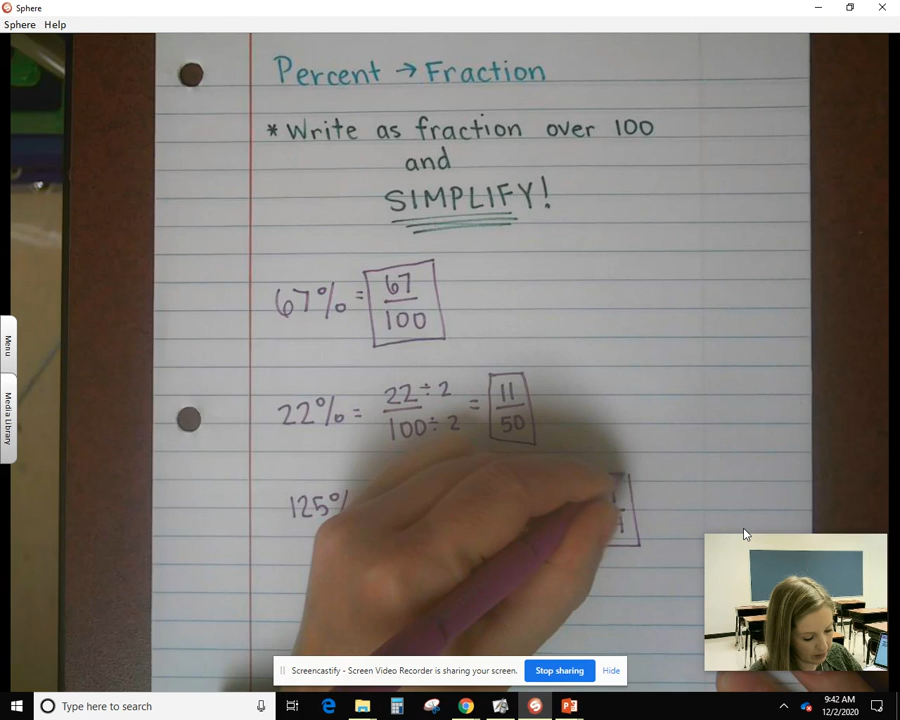 Sphere
Sphere Help
Percent → Fraction
* Write as fraction over 100
and
SIMPLIFY!
67% = 67/100
22% = 22 ÷ 2 / 100 ÷ 2 = 11/50
125%
Menu
Media Library
Screencastify - Screen Video Recorder is sharing your screen. Stop sharing Hide
Type here to search
9:42 AM
12/2/2020